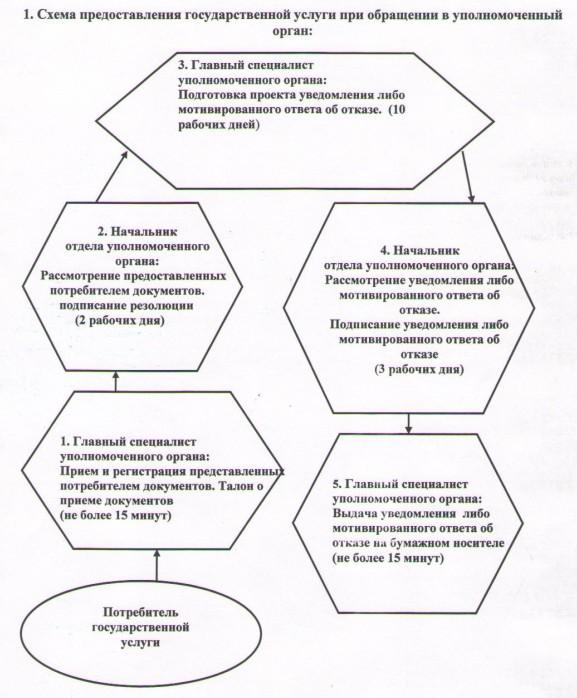 1. Схема предоставления государственной услуги при обращении в уполномоченный
орган:
3. Главный специалист
уполномоченного органа:
Подготовка проекта уведомления либо
мотивированного ответа об отказе. (10
рабочих дней)
2. Начальник
отдела уполномоченного
органа:
Рассмотрение предоставленных
потребителем документов.
подписание резолюции
(2 рабочих дня)
4. Начальник
отдела уполномоченного органа:
Рассмотрение уведомления либо
мотивированного ответа об
отказе.
Подписание уведомления либо
мотивированного ответа об
отказе
(3 рабочих дня)
1. Главный специалист
уполномоченного органа:
Прием и регистрация представленных
потребителем документов. Талон о
приеме документов
(не более 15 минут)
5. Главный специалист
уполномоченного органа:
Выдача уведомления либо
мотивированного ответа об
отказе на бумажном носителе
(не более 15 минут)
Потребитель
государственной
услуги